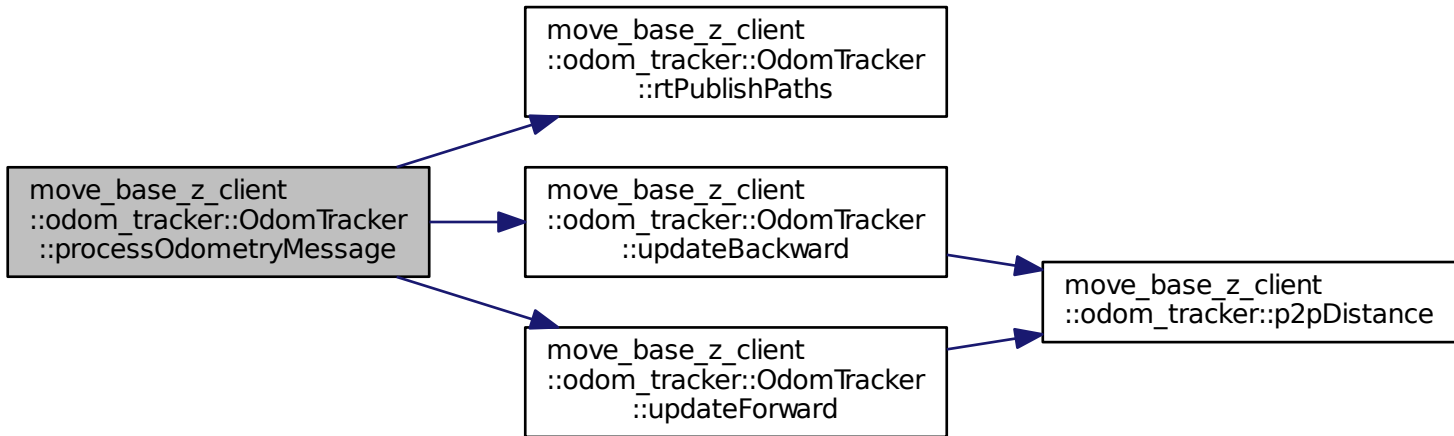 move_base_z_client
::odom_tracker::OdomTracker
::rtPublishPaths
move_base_z_client
::odom_tracker::OdomTracker
::processOdometryMessage
move_base_z_client
::odom_tracker::OdomTracker
::updateBackward
move_base_z_client
::odom_tracker::p2pDistance
move_base_z_client
::odom_tracker::OdomTracker
::updateForward